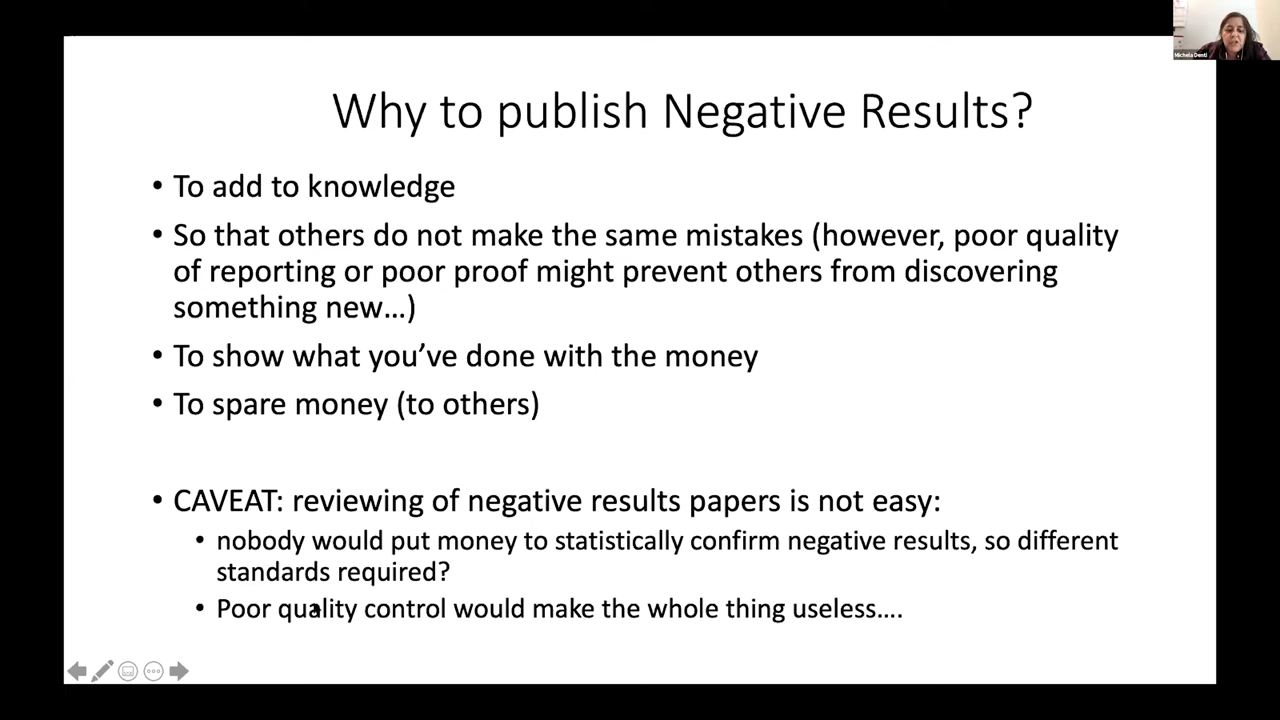 Michela Denti
Why to publish Negative Results?
• To add to knowledge
• So that others do not make the same mistakes (however, poor quality
of reporting or poor proof might prevent others from discovering
something new...)
• To show what you’ve done with the money
• To spare money (to others)
• CAVEAT: reviewing of negative results papers is not easy:
• nobody would put money to statistically confirm negative results, so different
standards required?
• Poor quality control would make the whole thing useless....